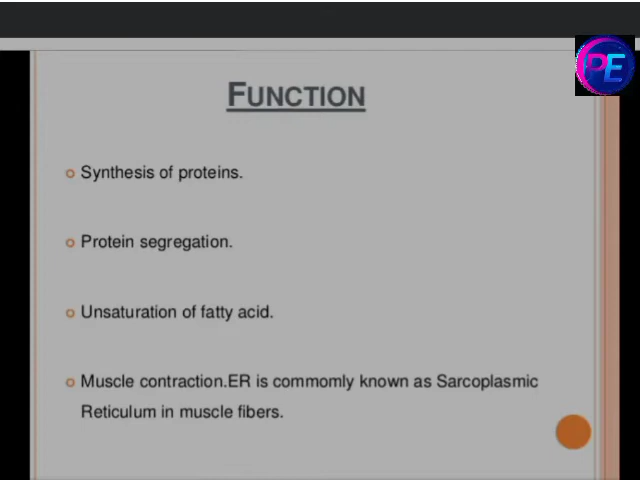 PE
FUNCTION
Synthesis of proteins.
Protein segregation.
Unsaturation of fatty acid.
Muscle contraction.ER is commomly known as Sarcoplasmic
Reticulum in muscle fibers.